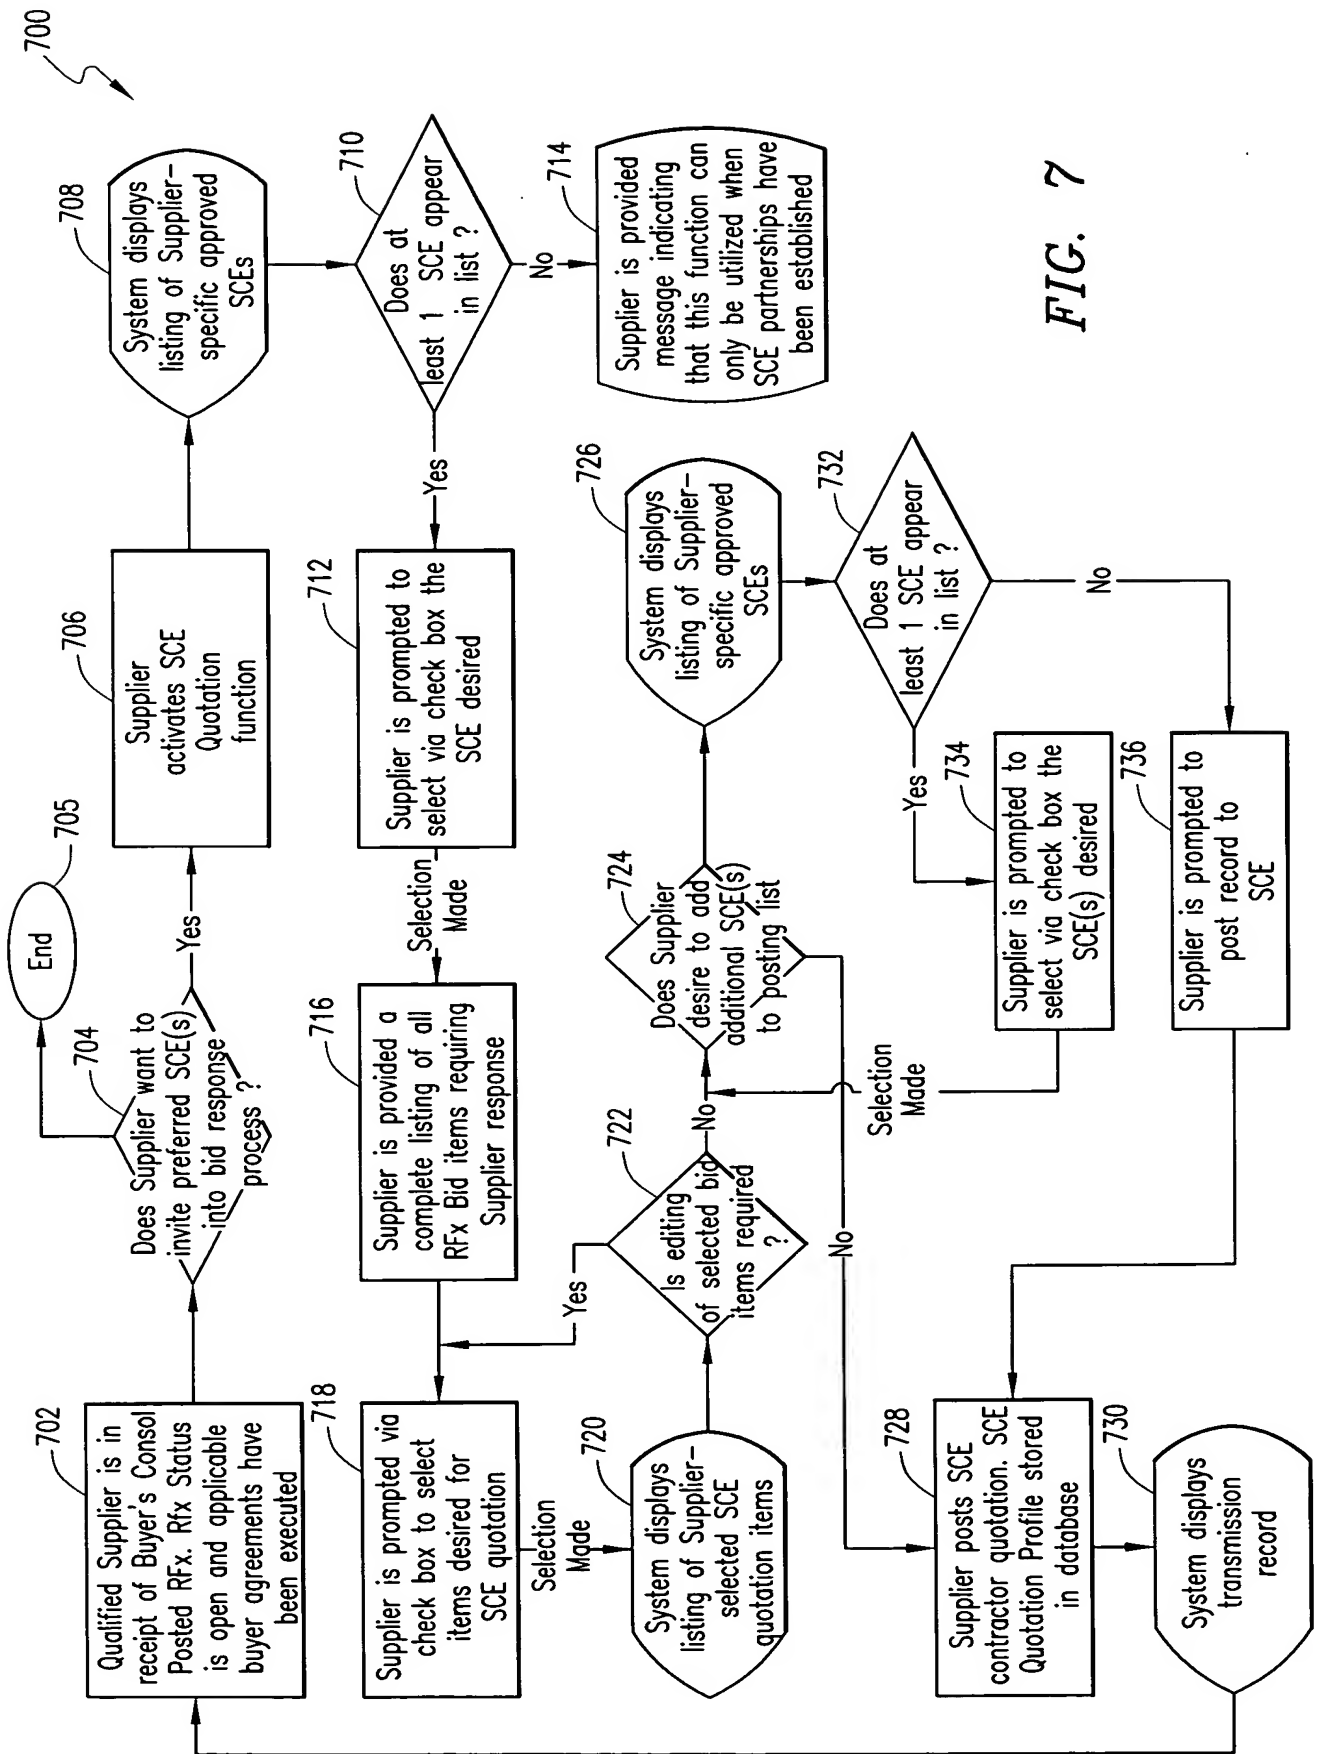 700
702
Qualified Supplier is in
receipt of Buyer's Consol
Posted RFx. Rfx Status
is open and applicable
buyer agreements have
been executed
704
Does Supplier want to
invite preferred SCE(s)
into bid response
process ?
705
End
Yes
706
Supplier
activates SCE
Quotation
function
708
System displays
listing of Supplier–
specific approved
SCEs
710
Does at
least 1 SCE appear
in list ?
No
714
Supplier is provided
message indicating
that this function can
only be utilized when
SCE partnerships have
been established
Yes
712
Supplier is prompted to
select via check box the
SCE desired
Selection
Made
716
Supplier is provided a
complete listing of all
RFx Bid items requiring
Supplier response
718
Supplier is prompted via
check box to select
items desired for
SCE quotation
Selection
Made
720
System displays
listing of Supplier–
selected SCE
quotation items
722
Is editing
of selected bid
items required
?
Yes
No
724
Does Supplier
desire to add
additional SCE(s)
to posting list
No
726
System displays
listing of Supplier–
specific approved
SCEs
732
Does at
least 1 SCE appear
in list ?
Yes
No
734
Supplier is prompted to
select via check box the
SCE(s) desired
Selection
Made
736
Supplier is prompted to
post record to
SCE
728
Supplier posts SCE
contractor quotation. SCE
Quotation Profile stored
in database
730
System displays
transmission
record
FIG. 7